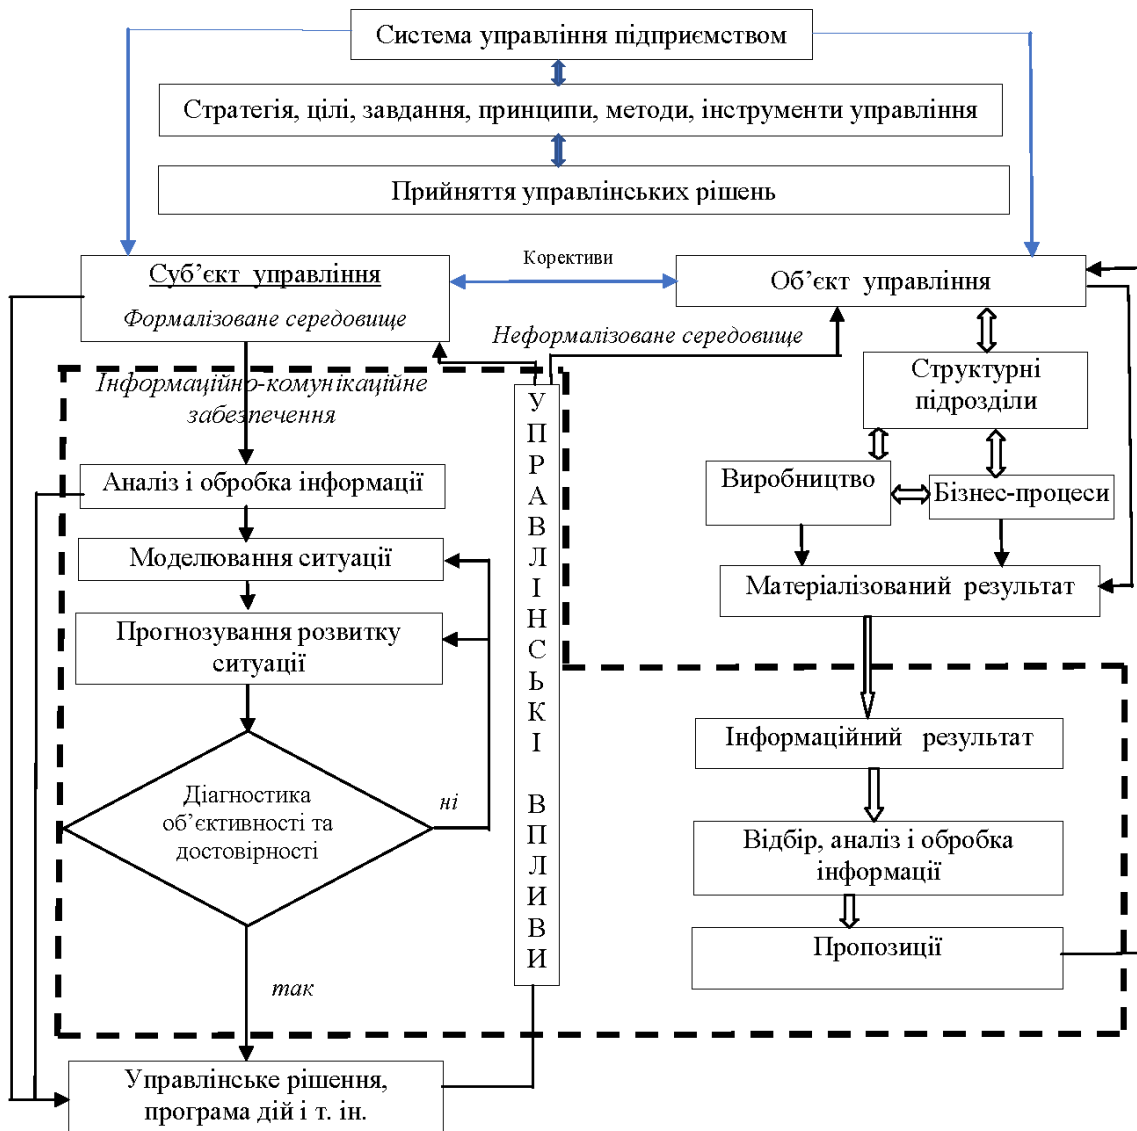 Система управління підприємством
Стратегія, цілі, завдання, принципи, методи, інструменти управління
Прийняття управлінських рішень
Суб’єкт управління
Формалізоване середовище
Корективи
Об’єкт управління
Неформалізоване середовище
Інформаційно-комунікаційне
забезпечення
Структурні
підрозділи
Аналіз і обробка інформації
Виробництво
Бізнес-процеси
Моделювання ситуації
Матеріалізований результат
Прогнозування розвитку
ситуації
УПРАВЛІНСЬКІ ВПЛИВИ
Інформаційний результат
Діагностика
об’єктивності та
достовірності
ні
Відбір, аналіз і обробка
інформації
Пропозиції
так
Управлінське рішення,
програма дій і т. ін.